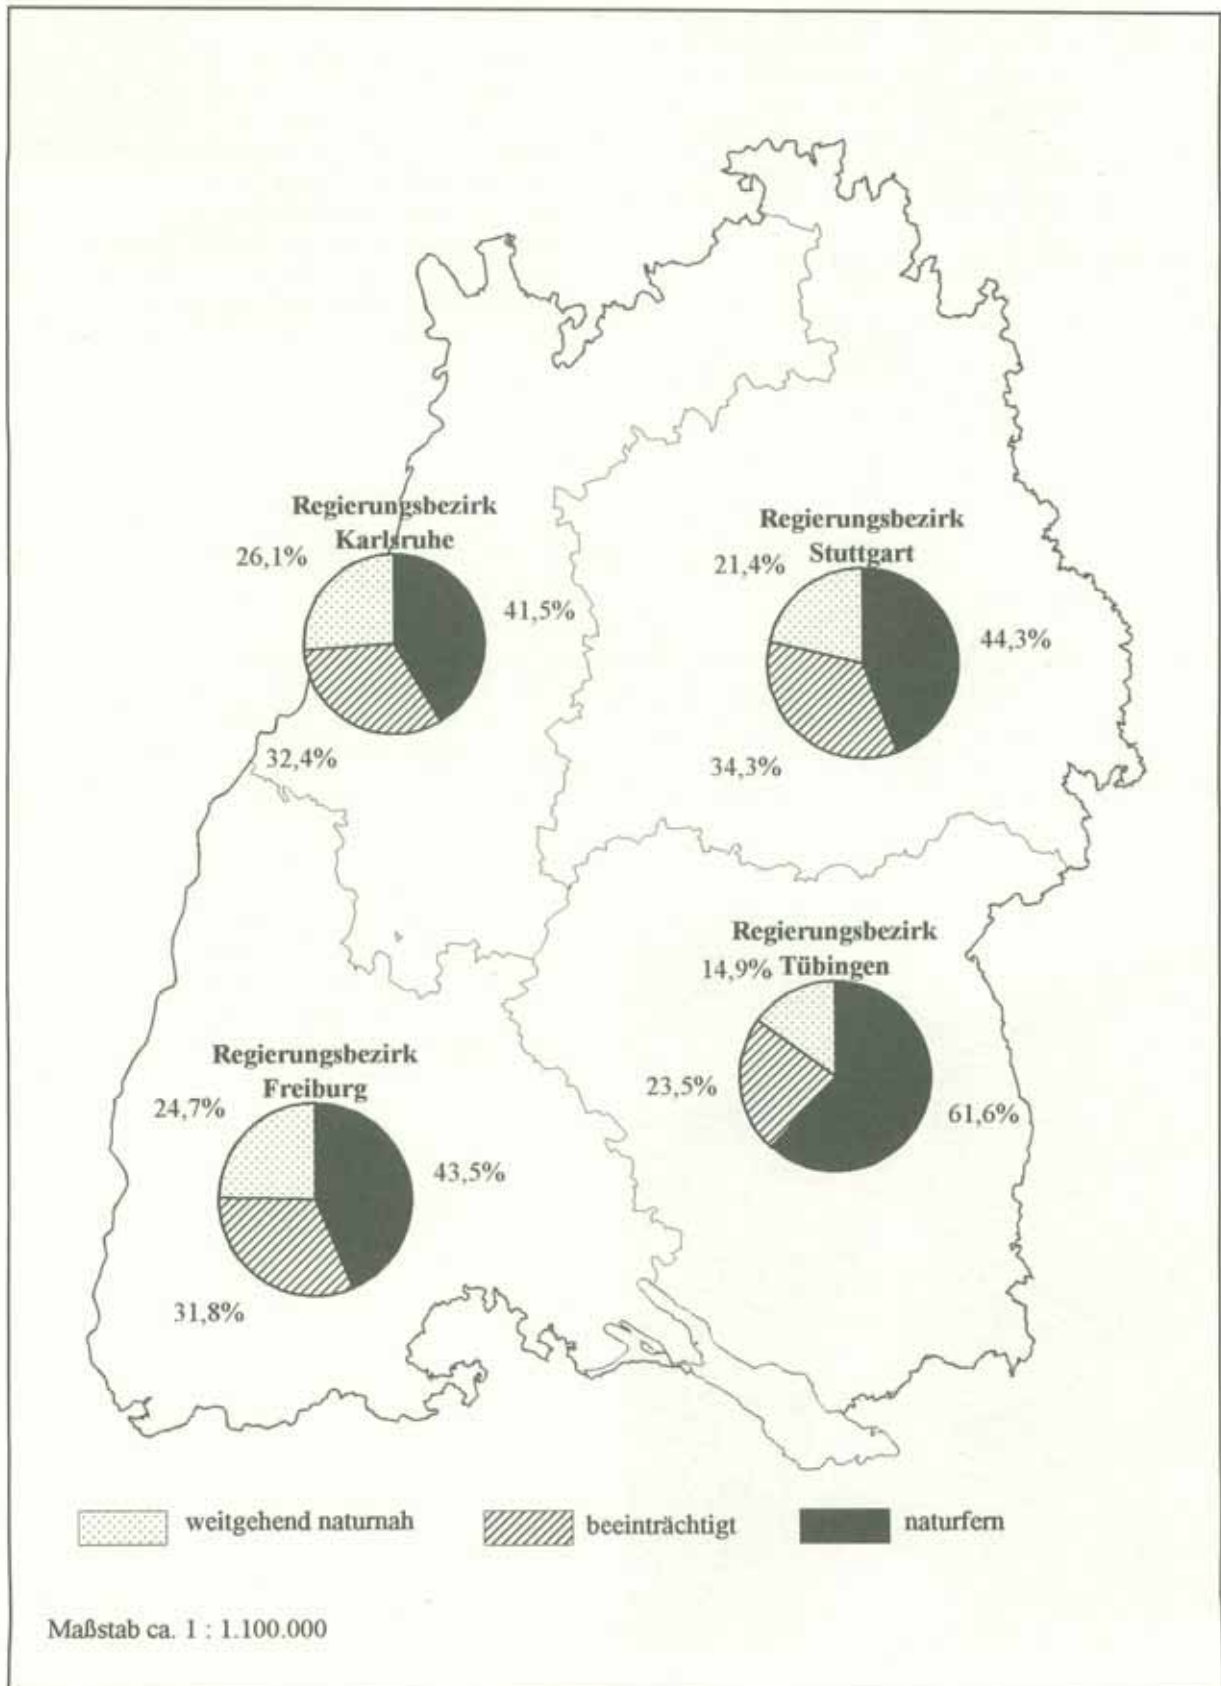 Regierungsbezirk
Karlsruhe
26,1%
41,5%
32,4%
Regierungsbezirk
Stuttgart
21,4%
44,3%
34,3%
Regierungsbezirk
Tübingen
14,9%
23,5%
61,6%
Regierungsbezirk
Freiburg
24,7%
43,5%
31,8%
weitgehend naturnah
beeinträchtigt
naturfern
Maßstab ca. 1 : 1.100.000